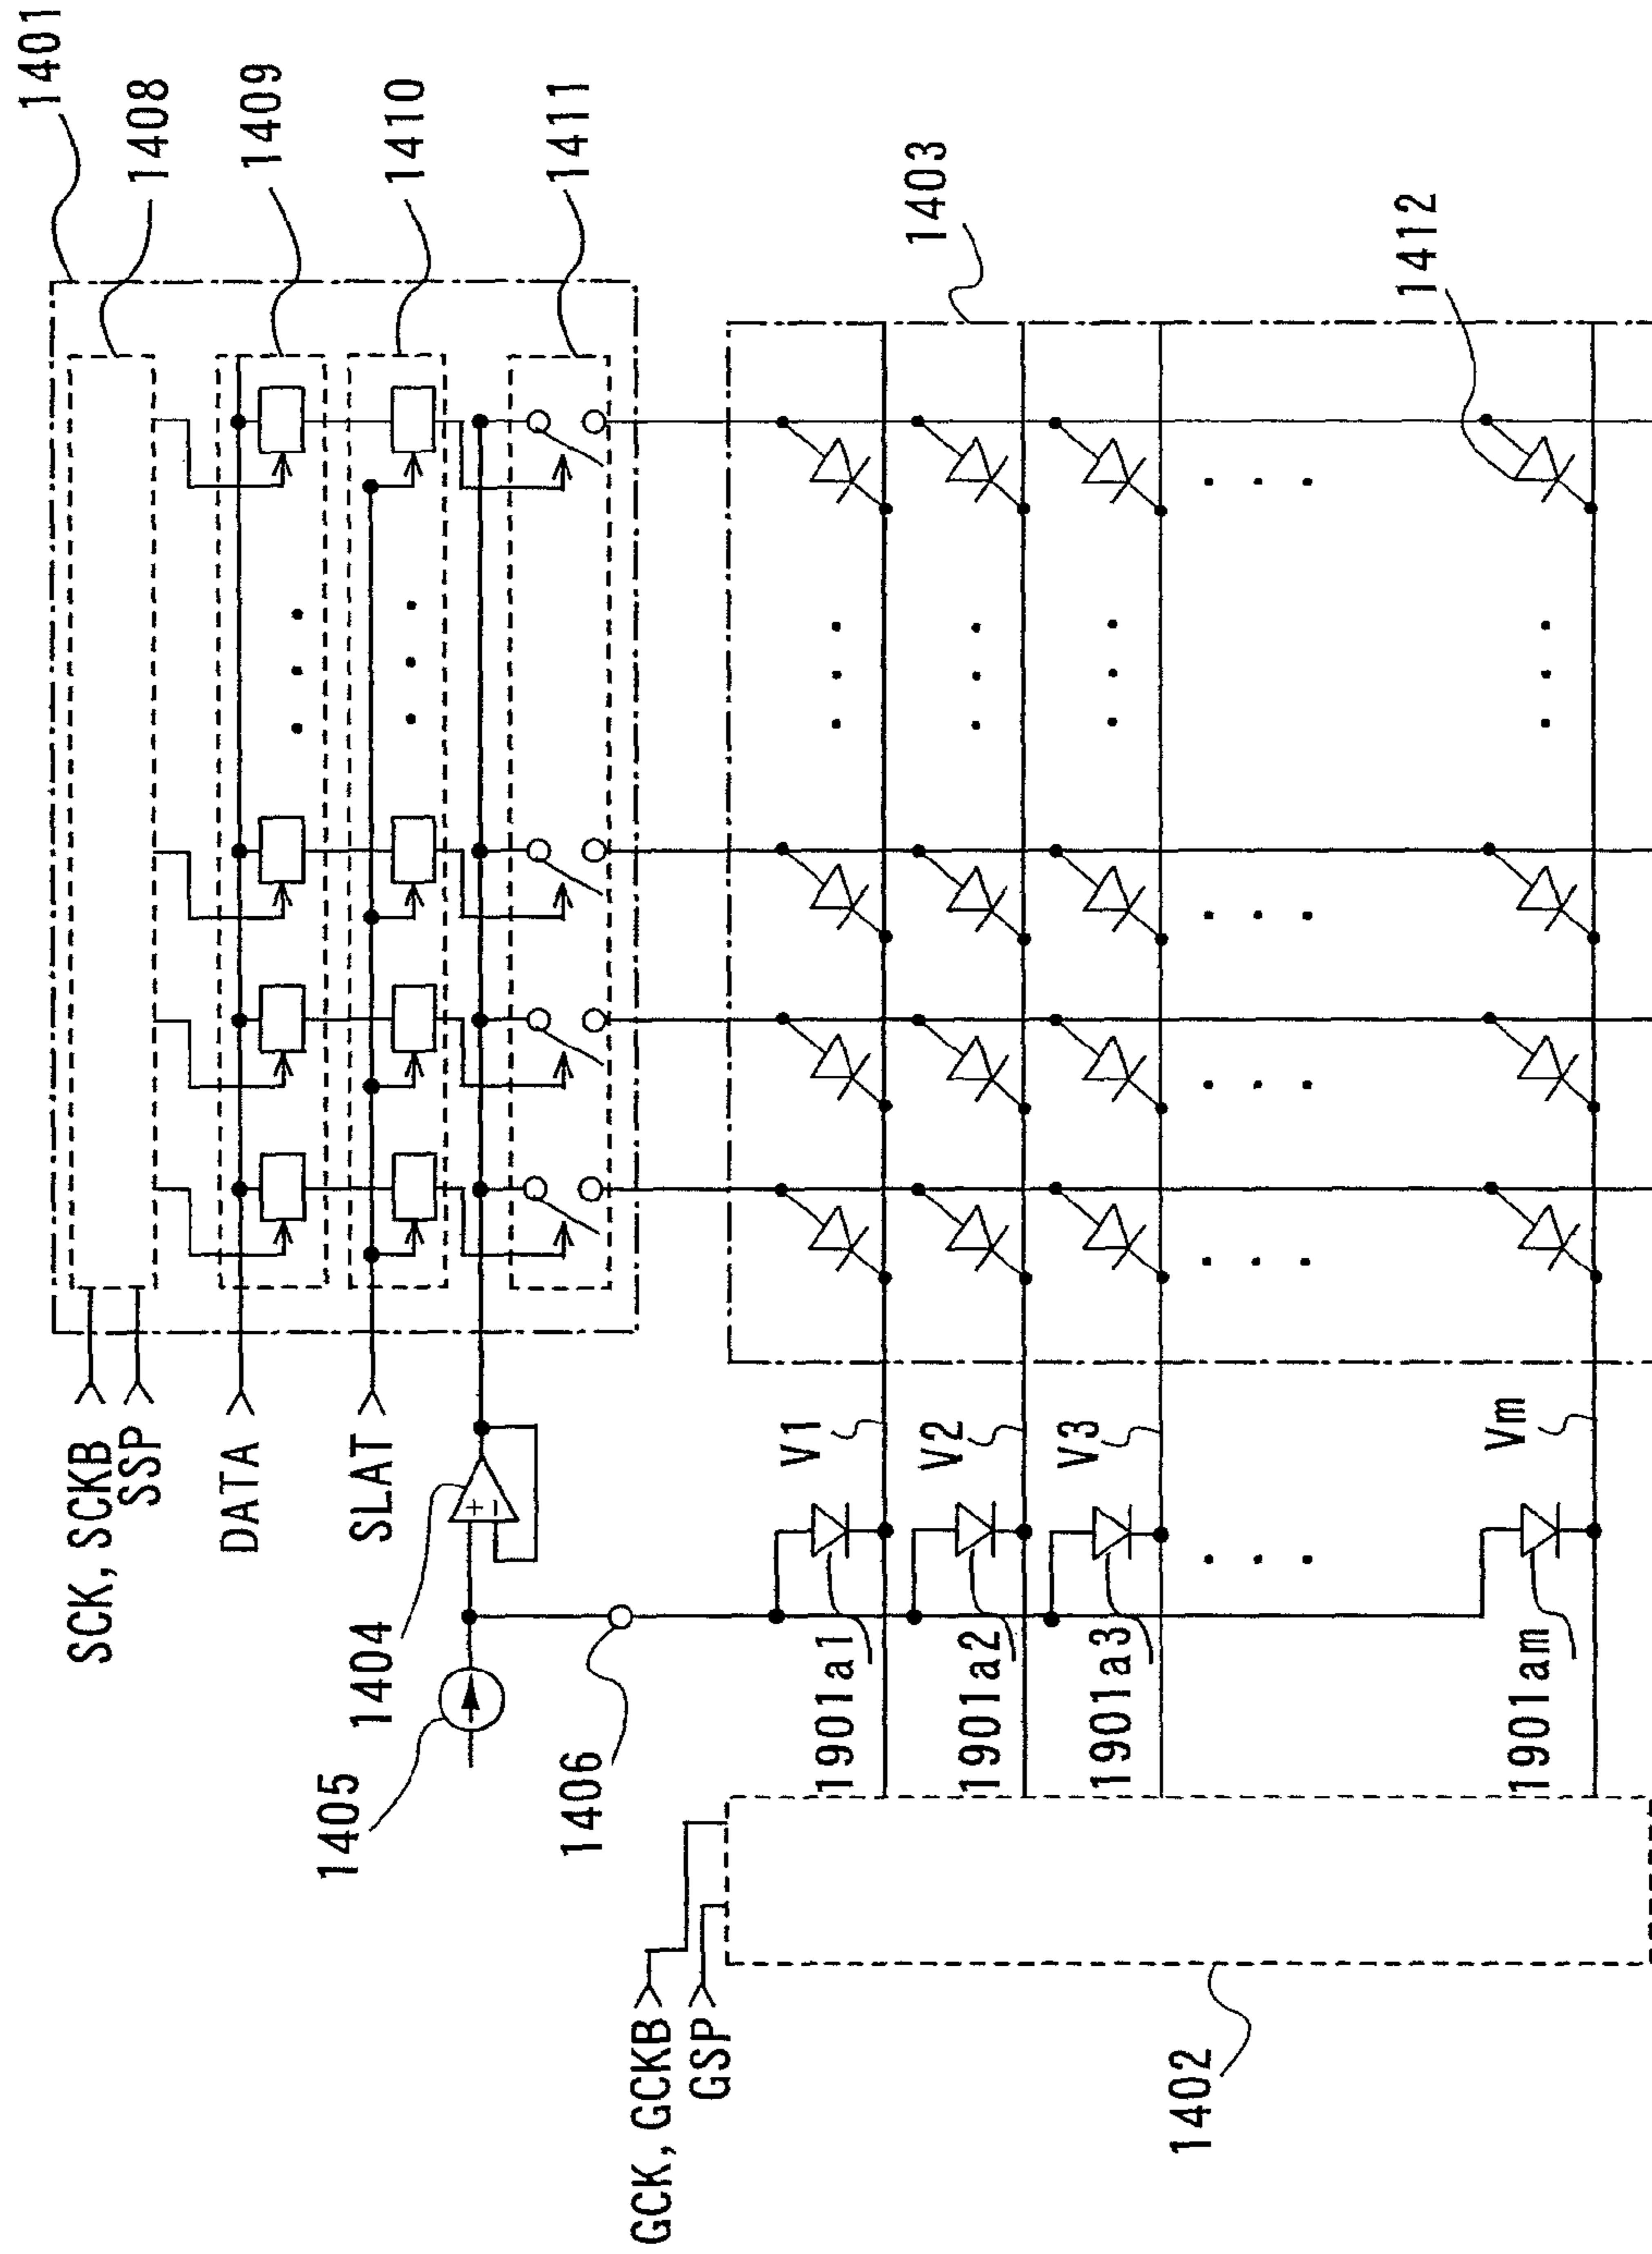 1401
1408
1409
1410
1411
1403
1412
SCK,SCKB
SSP
DATA
SLAT
1404
+
−
1405
1406
V1
V2
V3
Vm
1901a1
1901a2
1901a3
1901am
GCK,GCKB
GSP
1402